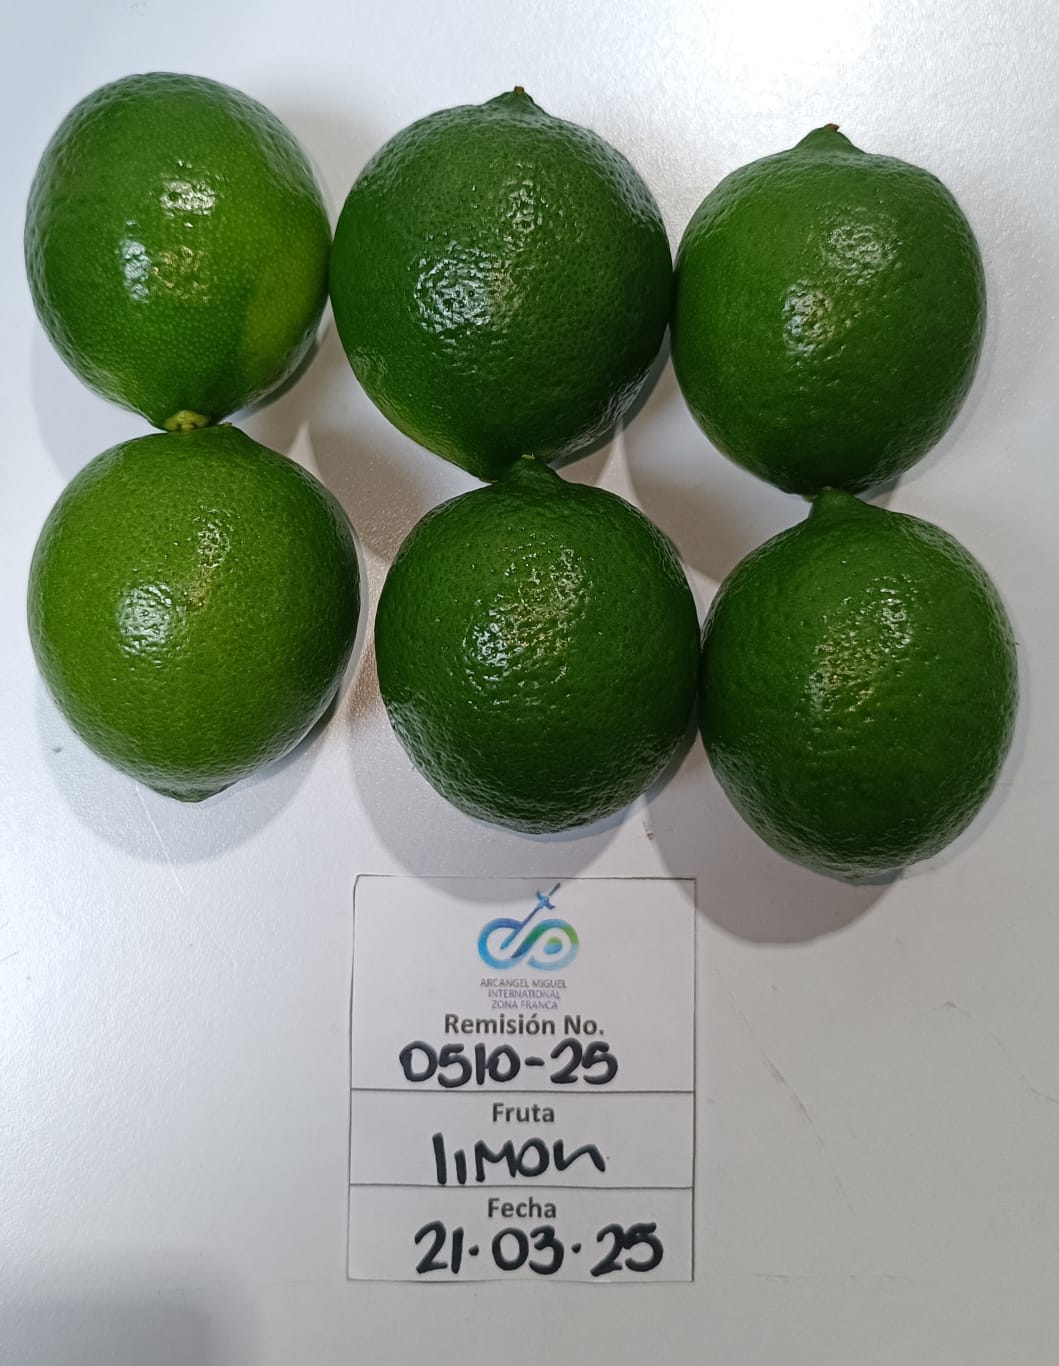 ARCANGEL MIGUEL
INTERNATIONAL
ZONA FRANCA
Remisión No.
0510-25
Fruta
lIMON
Fecha
21.03.25